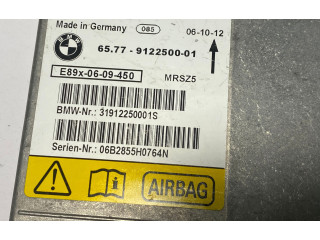 Made in Germany 085 06-10-12
BMW
65.77 - 9122500-01
E89x-06-09-450 MRSZ5
BMW-Nr.: 31912250001S
Serien-Nr.: 06B2855H0764N
AIRBAG